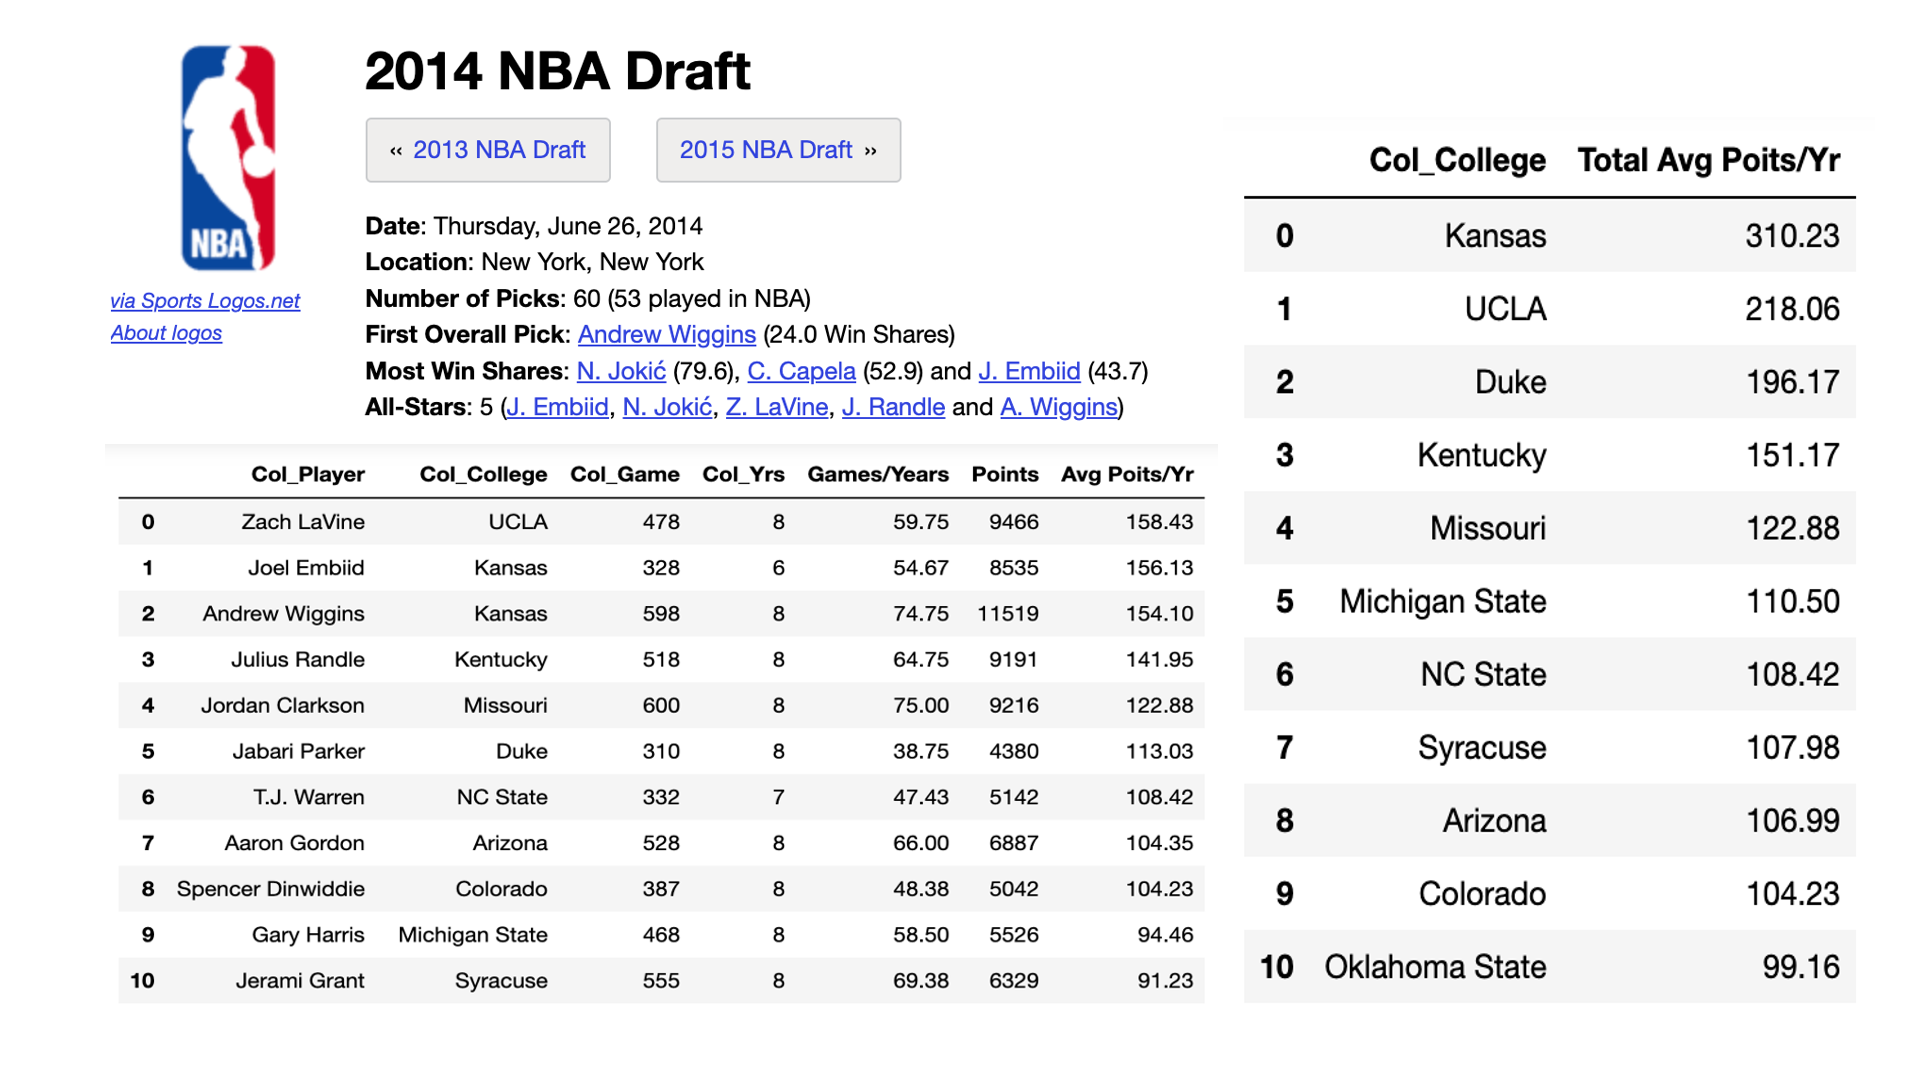 NBA
via Sports Logos.net
About logos
2014 NBA Draft
« 2013 NBA Draft
2015 NBA Draft »
Date: Thursday, June 26, 2014
Location: New York, New York
Number of Picks: 60 (53 played in NBA)
First Overall Pick: Andrew Wiggins (24.0 Win Shares)
Most Win Shares: N. Jokić (79.6), C. Capela (52.9) and J. Embiid (43.7)
All-Stars: 5 (J. Embiid, N. Jokić, Z. LaVine, J. Randle and A. Wiggins)
Col_Player Col_College Col_Game Col_Yrs Games/Years Points Avg Poits/Yr
0 Zach LaVine UCLA 478 8 59.75 9466 158.43
1 Joel Embiid Kansas 328 6 54.67 8535 156.13
2 Andrew Wiggins Kansas 598 8 74.75 11519 154.10
3 Julius Randle Kentucky 518 8 64.75 9191 141.95
4 Jordan Clarkson Missouri 600 8 75.00 9216 122.88
5 Jabari Parker Duke 310 8 38.75 4380 113.03
6 T.J. Warren NC State 332 7 47.43 5142 108.42
7 Aaron Gordon Arizona 528 8 66.00 6887 104.35
8 Spencer Dinwiddie Colorado 387 8 48.38 5042 104.23
9 Gary Harris Michigan State 468 8 58.50 5526 94.46
10 Jerami Grant Syracuse 555 8 69.38 6329 91.23
Col_College Total Avg Poits/Yr
0 Kansas 310.23
1 UCLA 218.06
2 Duke 196.17
3 Kentucky 151.17
4 Missouri 122.88
5 Michigan State 110.50
6 NC State 108.42
7 Syracuse 107.98
8 Arizona 106.99
9 Colorado 104.23
10 Oklahoma State 99.16